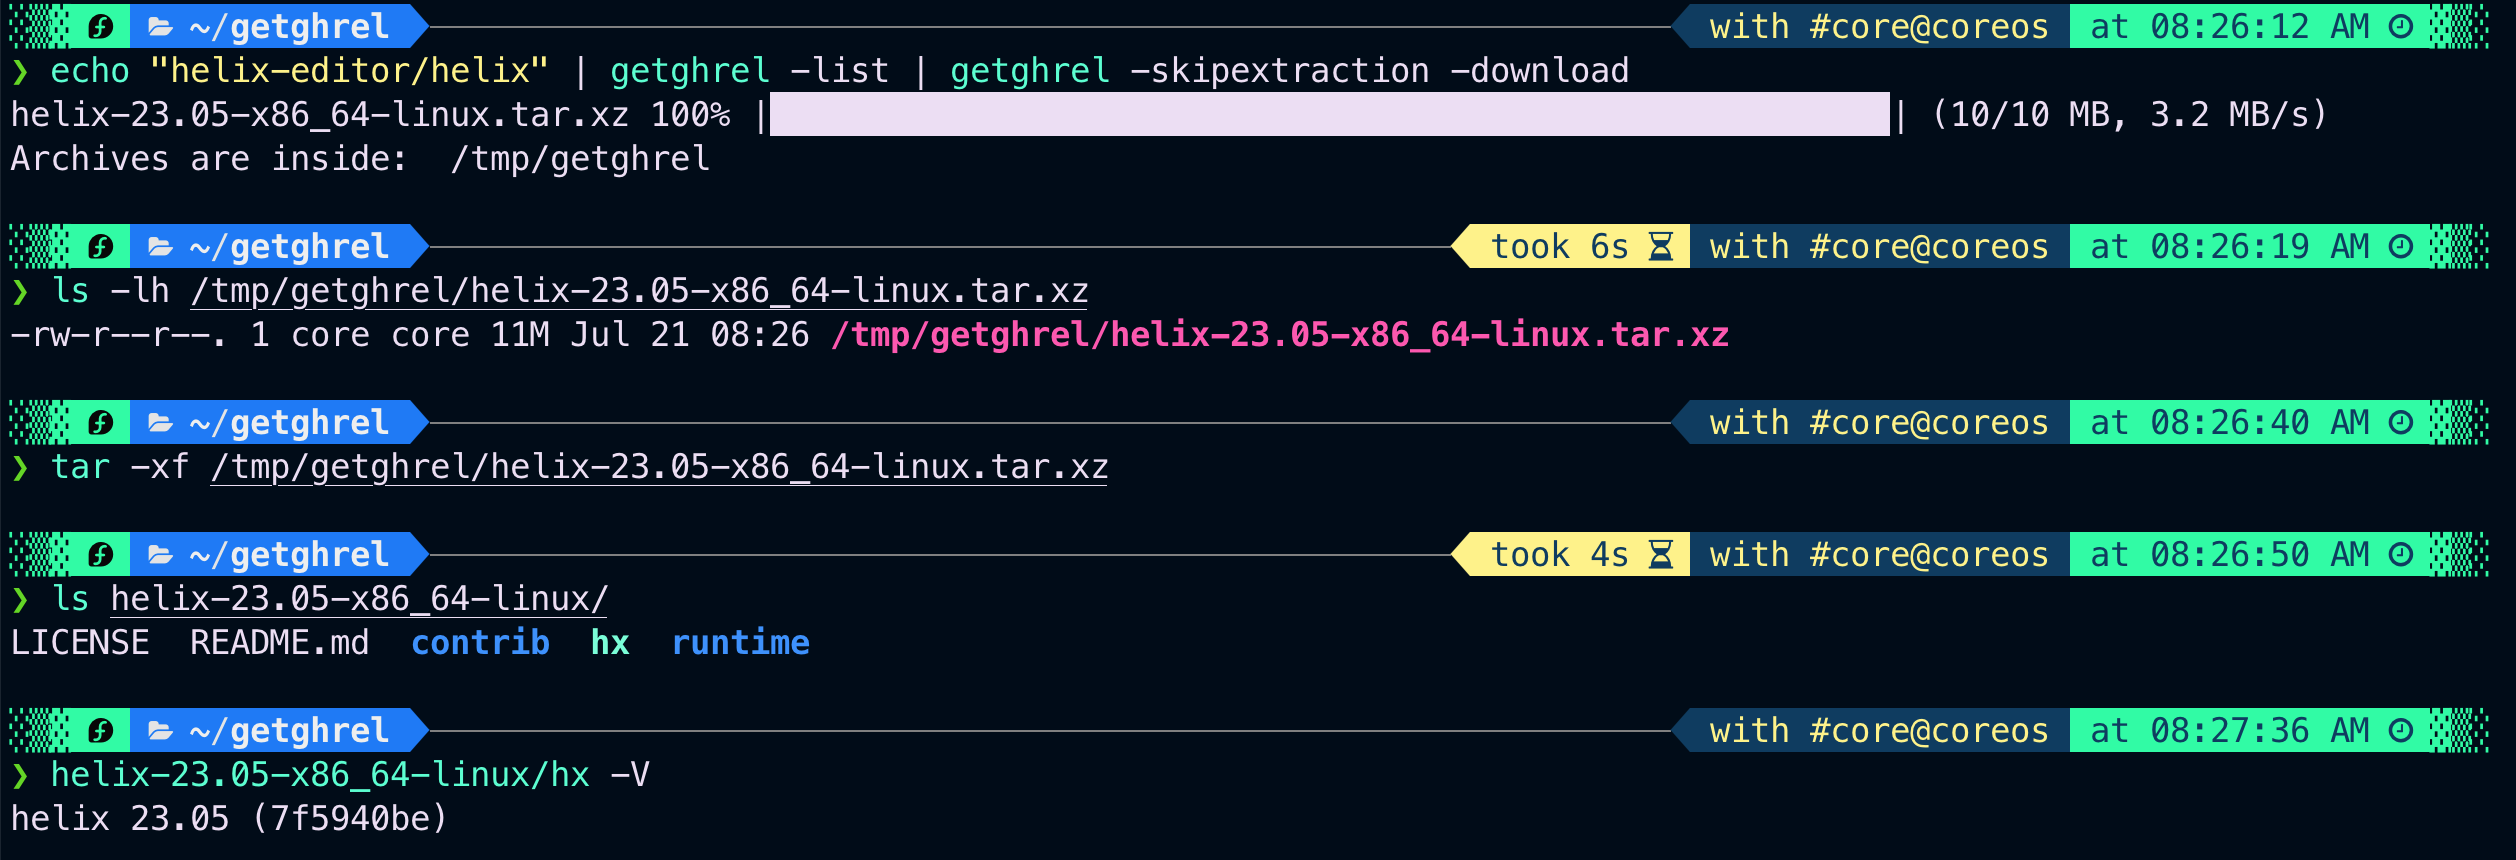 ~/getghrel with #core@coreos at 08:26:12 AM
❯ echo "helix-editor/helix" | getghrel -list | getghrel -skipextraction -download
helix-23.05-x86_64-linux.tar.xz 100% | | (10/10 MB, 3.2 MB/s)
Archives are inside:  /tmp/getghrel
~/getghrel took 6s with #core@coreos at 08:26:19 AM
❯ ls -lh /tmp/getghrel/helix-23.05-x86_64-linux.tar.xz
-rw-r--r--. 1 core core 11M Jul 21 08:26 /tmp/getghrel/helix-23.05-x86_64-linux.tar.xz
~/getghrel with #core@coreos at 08:26:40 AM
❯ tar -xf /tmp/getghrel/helix-23.05-x86_64-linux.tar.xz
~/getghrel took 4s with #core@coreos at 08:26:50 AM
❯ ls helix-23.05-x86_64-linux/
LICENSE  README.md  contrib  hx  runtime
~/getghrel with #core@coreos at 08:27:36 AM
❯ helix-23.05-x86_64-linux/hx -V
helix 23.05 (7f5940be)